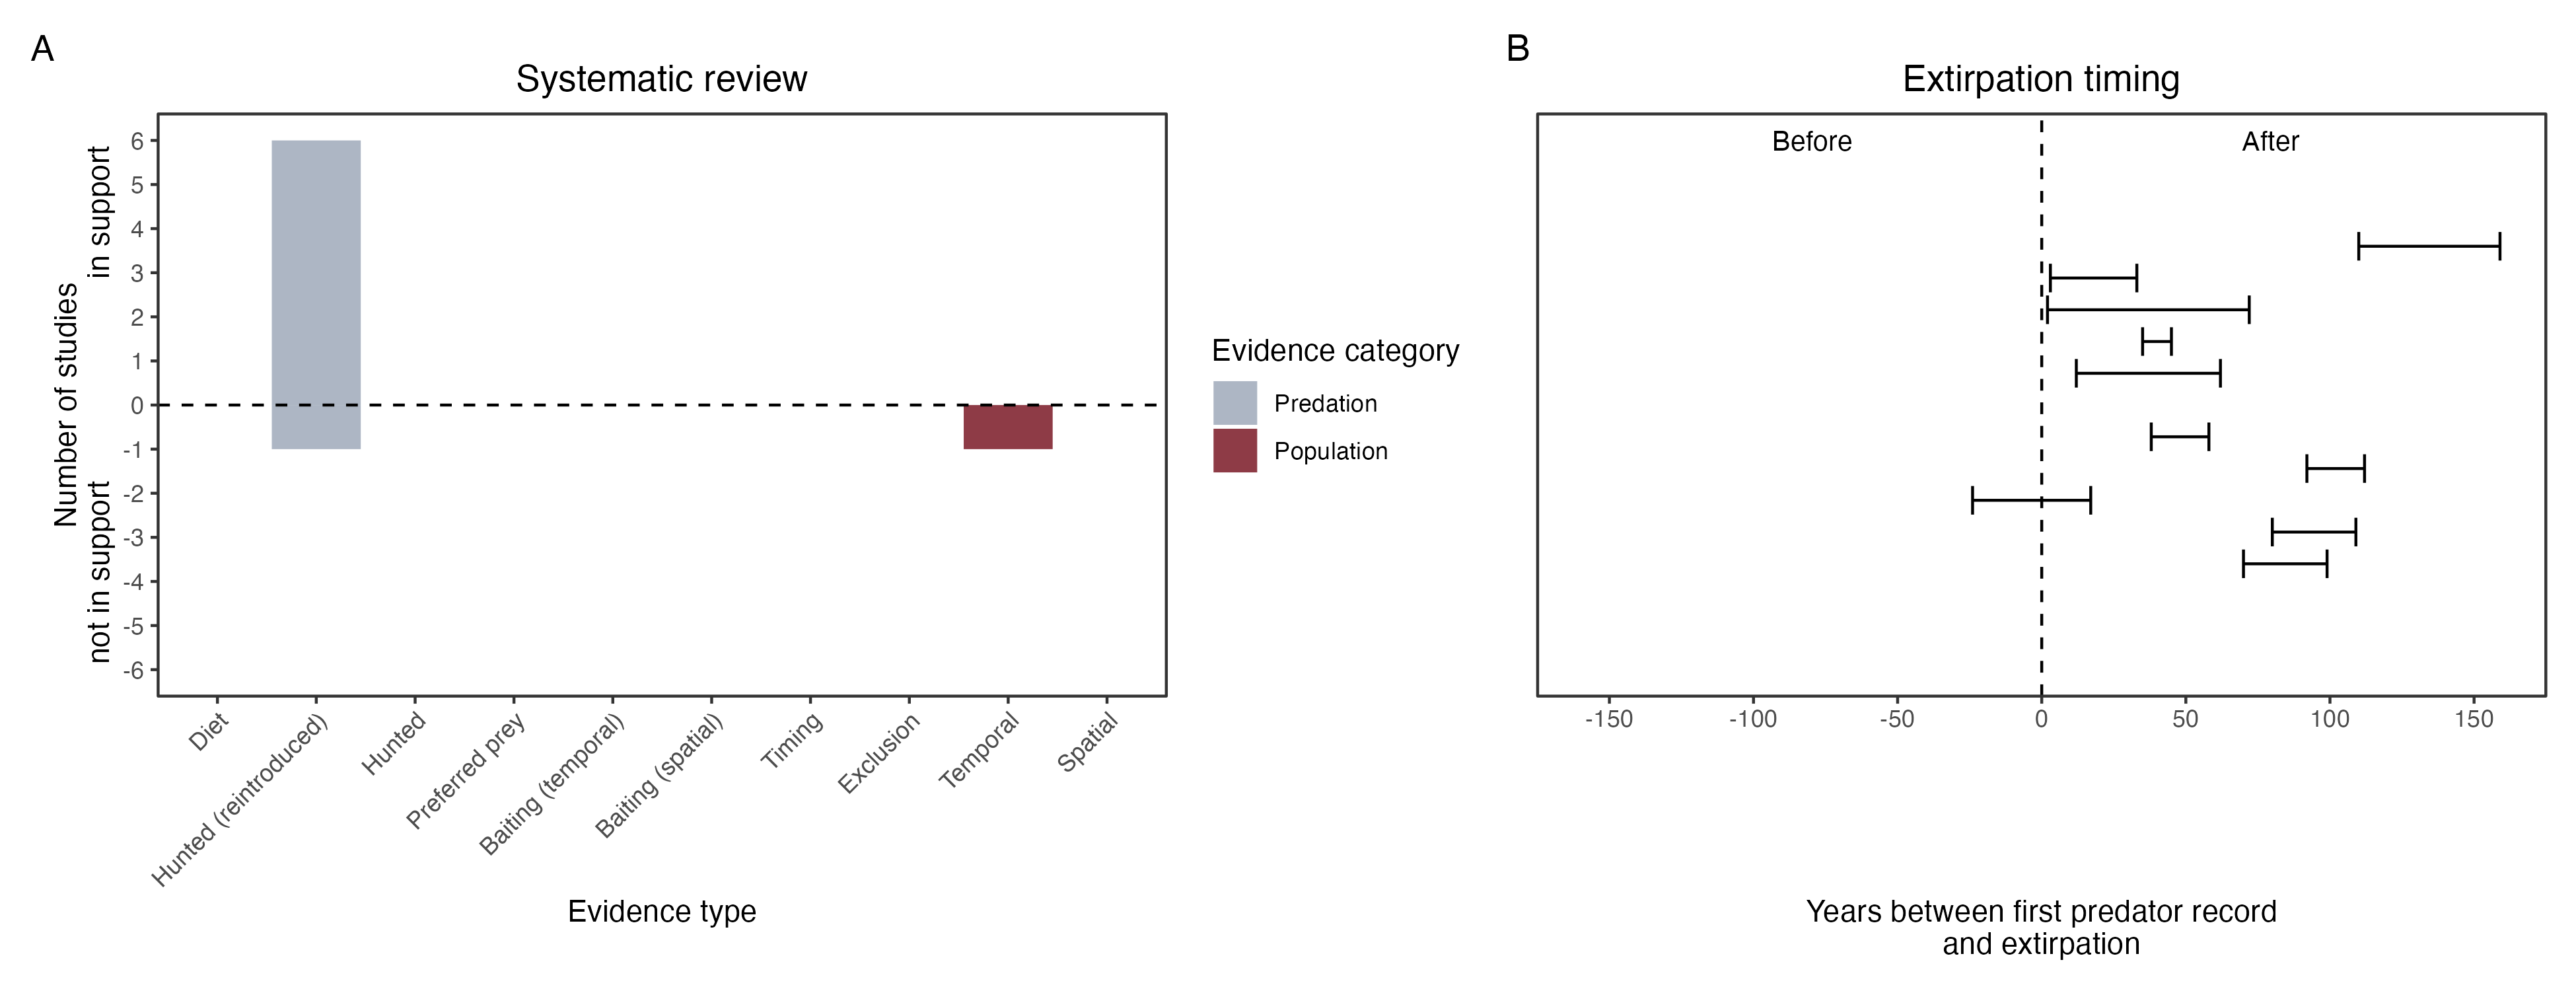 A
Systematic review
Number of studies
not in support
in support
6
5
4
3
2
1
0
-1
-2
-3
-4
-5
-6
Diet
Hunted (reintroduced)
Hunted
Preferred prey
Baiting (temporal)
Baiting (spatial)
Timing
Exclusion
Temporal
Spatial
Evidence type
Evidence category
Predation
Population
B
Extirpation timing
Before
After
-150
-100
-50
0
50
100
150
Years between first predator record
and extirpation